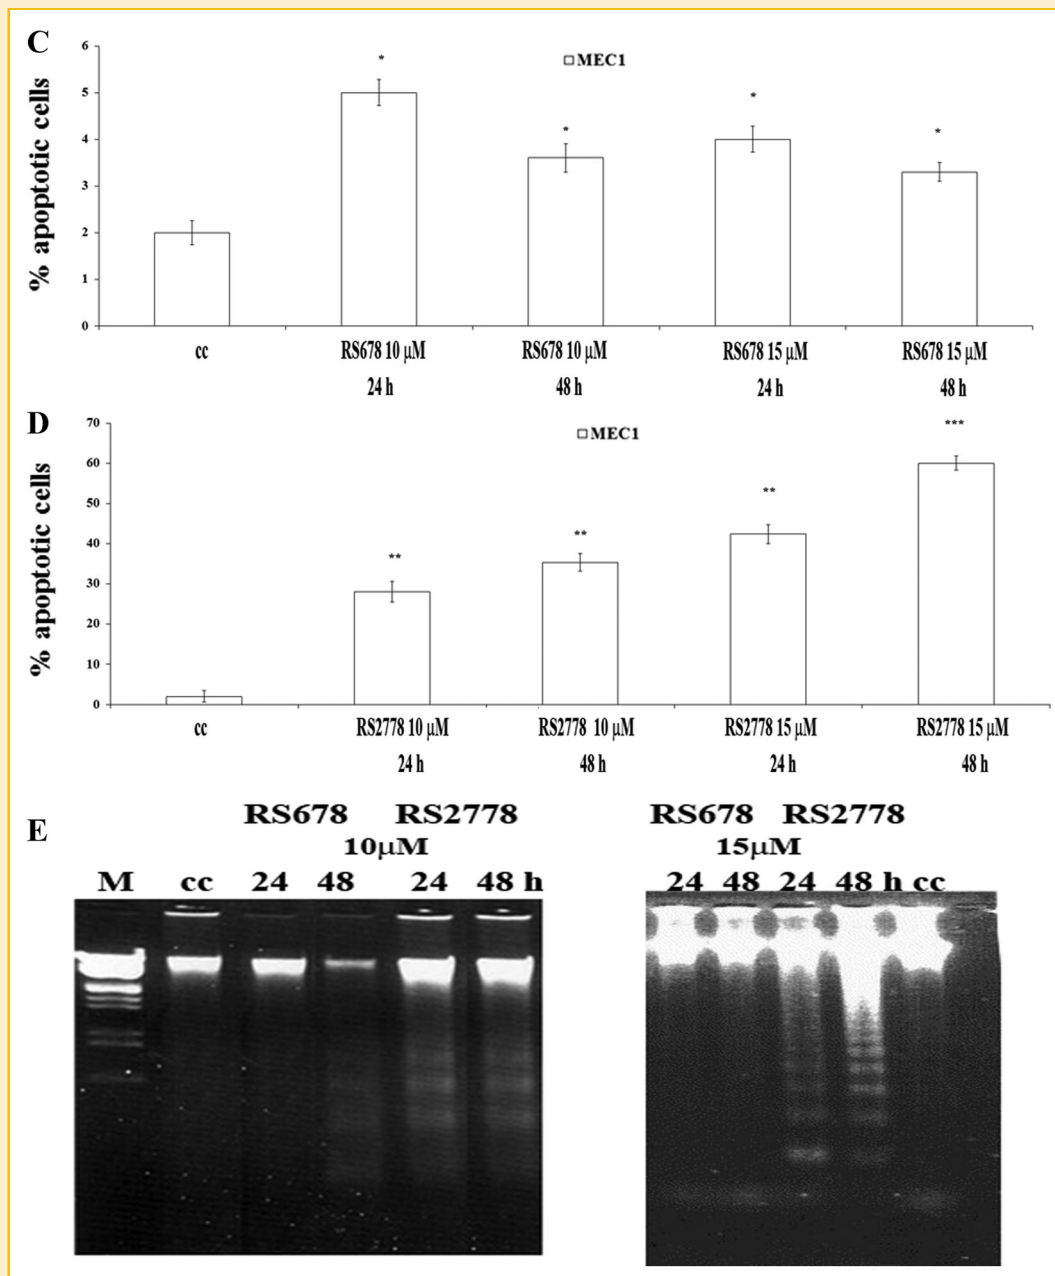 C
% apoptotic cells
6
5
4
3
2
1
0
□MEC1
*
*
*
*
cc
RS678 10 μM
24 h
RS678 10 μM
48 h
RS678 15 μM
24 h
RS678 15 μM
48 h
D
% apoptotic cells
70
60
50
40
30
20
10
0
□MEC1
**
**
**
***
cc
RS2778 10 μM
24 h
RS2778 10 μM
48 h
RS2778 15 μM
24 h
RS2778 15 μM
48 h
E
RS678 RS2778
10μM
M cc 24 48 24 48 h
RS678 RS2778
15μM
24 48 24 48 h cc